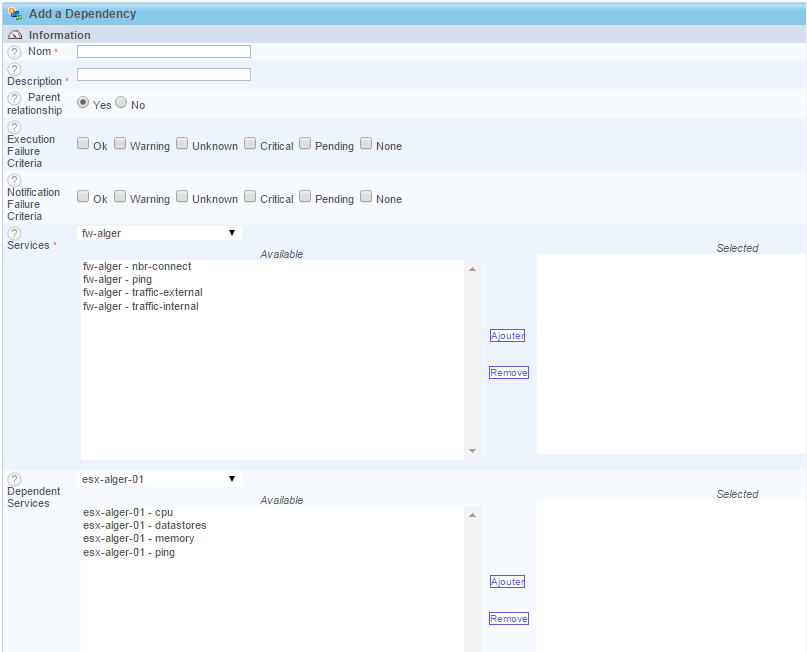 Add a Dependency
Information
? Nom *
?
Description *
? Parent
relationship
Yes No
?
Execution
Failure
Criteria
Ok Warning Unknown Critical Pending None
?
Notification
Failure
Criteria
Ok Warning Unknown Critical Pending None
?
Services *
fw-alger
Available
Selected
fw-alger - nbr-connect
fw-alger - ping
fw-alger - traffic-external
fw-alger - traffic-internal
Ajouter
Remove
?
Dependent
Services
esx-alger-01
Available
Selected
esx-alger-01 - cpu
esx-alger-01 - datastores
esx-alger-01 - memory
esx-alger-01 - ping
Ajouter
Remove